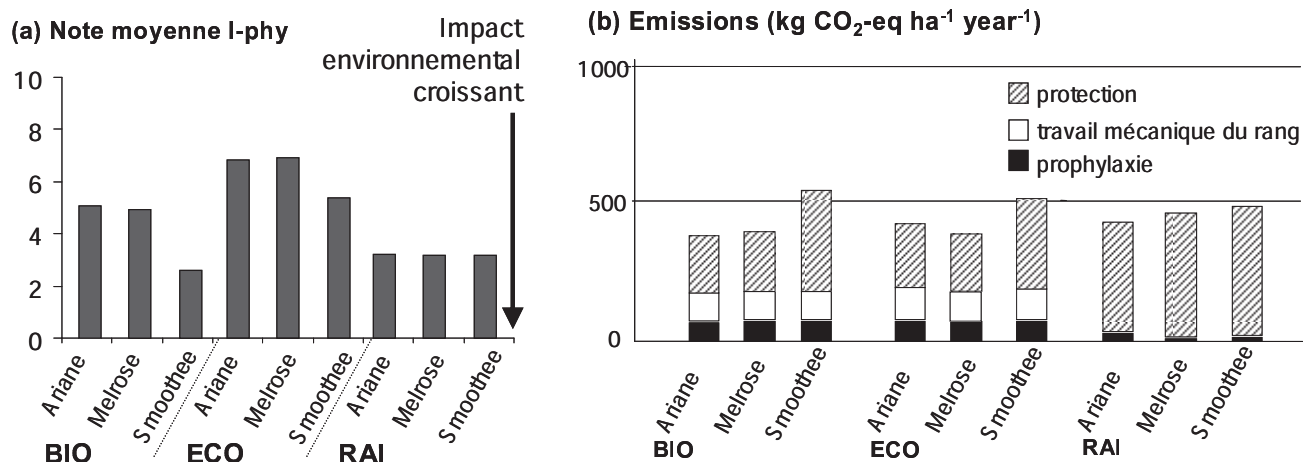 (a) Note moyenne I-phy
Impact
environnemental
croissant
10
8
6
4
2
0
Ariane
Melrose
Smoothee
Ariane
Melrose
Smoothee
Ariane
Melrose
Smoothee
BIO
ECO
RAI
(b) Emissions (kg CO₂-eq ha⁻¹ year⁻¹)
1000
500
0
protection
travail mécanique du rang
prophylaxie
Ariane
Melrose
Smoothee
Ariane
Melrose
Smoothee
Ariane
Melrose
Smoothee
BIO
ECO
RAI